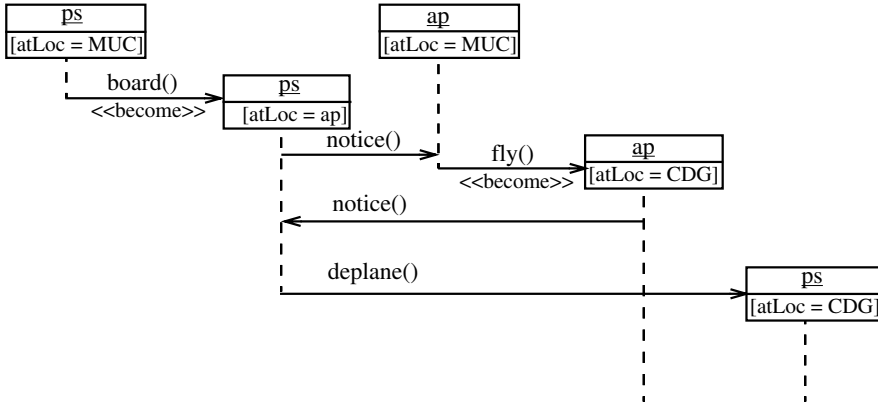 ps
[atLoc = MUC]
ap
[atLoc = MUC]
board()
<<become>>
ps
[atLoc = ap]
notice()
fly()
<<become>>
ap
[atLoc = CDG]
notice()
deplane()
ps
[atLoc = CDG]